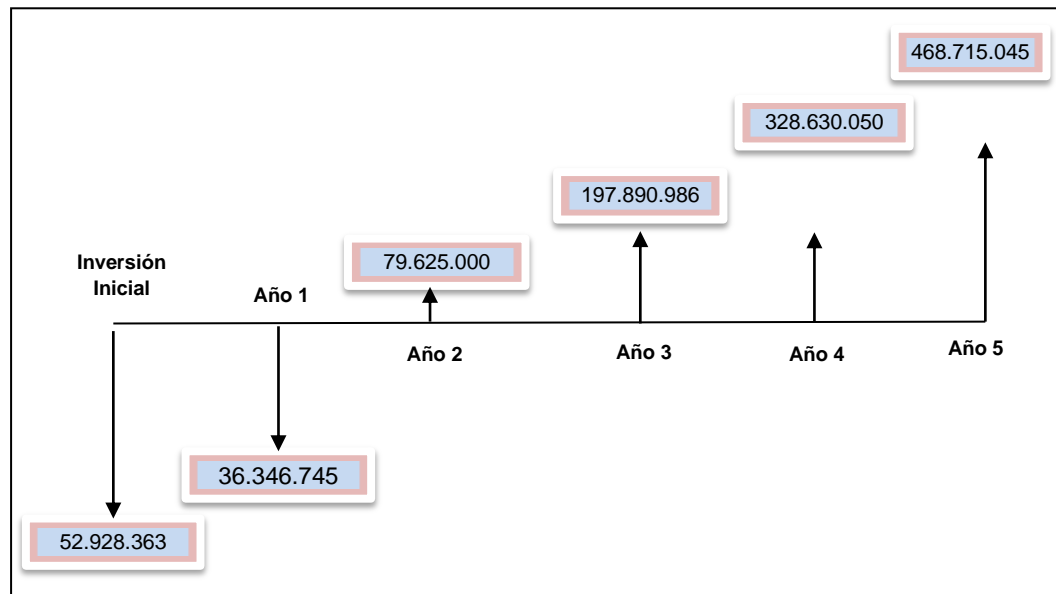 468.715.045
328.630.050
197.890.986
79.625.000
Inversión
Inicial
Año 1
Año 2
Año 3
Año 4
Año 5
36.346.745
52.928.363